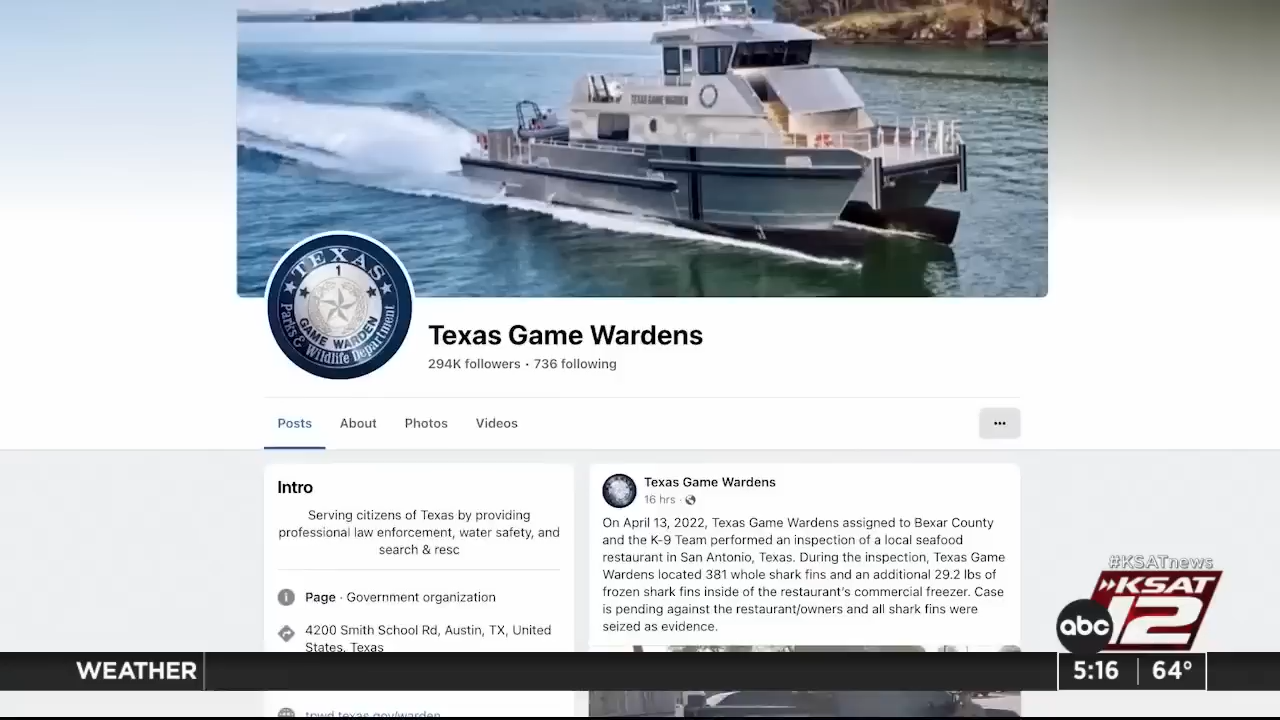 TEXAS GAME WARDEN
TEXAS
1
GAME WARDEN
Parks & Wildlife Department
Texas Game Wardens
294K followers · 736 following
Posts
About
Photos
Videos
Intro
Serving citizens of Texas by providing
professional law enforcement, water safety, and
search & resc
Page · Government organization
4200 Smith School Rd, Austin, TX, United
States, Texas
tpwd.texas.gov/warden
Texas Game Wardens
16 hrs ·
On April 13, 2022, Texas Game Wardens assigned to Bexar County
and the K-9 Team performed an inspection of a local seafood
restaurant in San Antonio, Texas. During the inspection, Texas Game
Wardens located 381 whole shark fins and an additional 29.2 lbs of
frozen shark fins inside of the restaurant's commercial freezer. Case
is pending against the restaurant/owners and all shark fins were
seized as evidence.
#KSATnews
KSAT
abc 12
WEATHER
5:16
64°